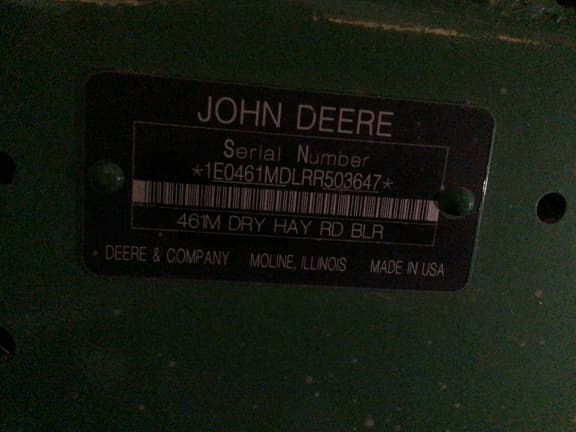 JOHN DEERE
Serial Number
*1E0461MDLRR503647*
461M DRY HAY RD BLR
DEERE & COMPANY MOLINE, ILLINOIS MADE IN USA